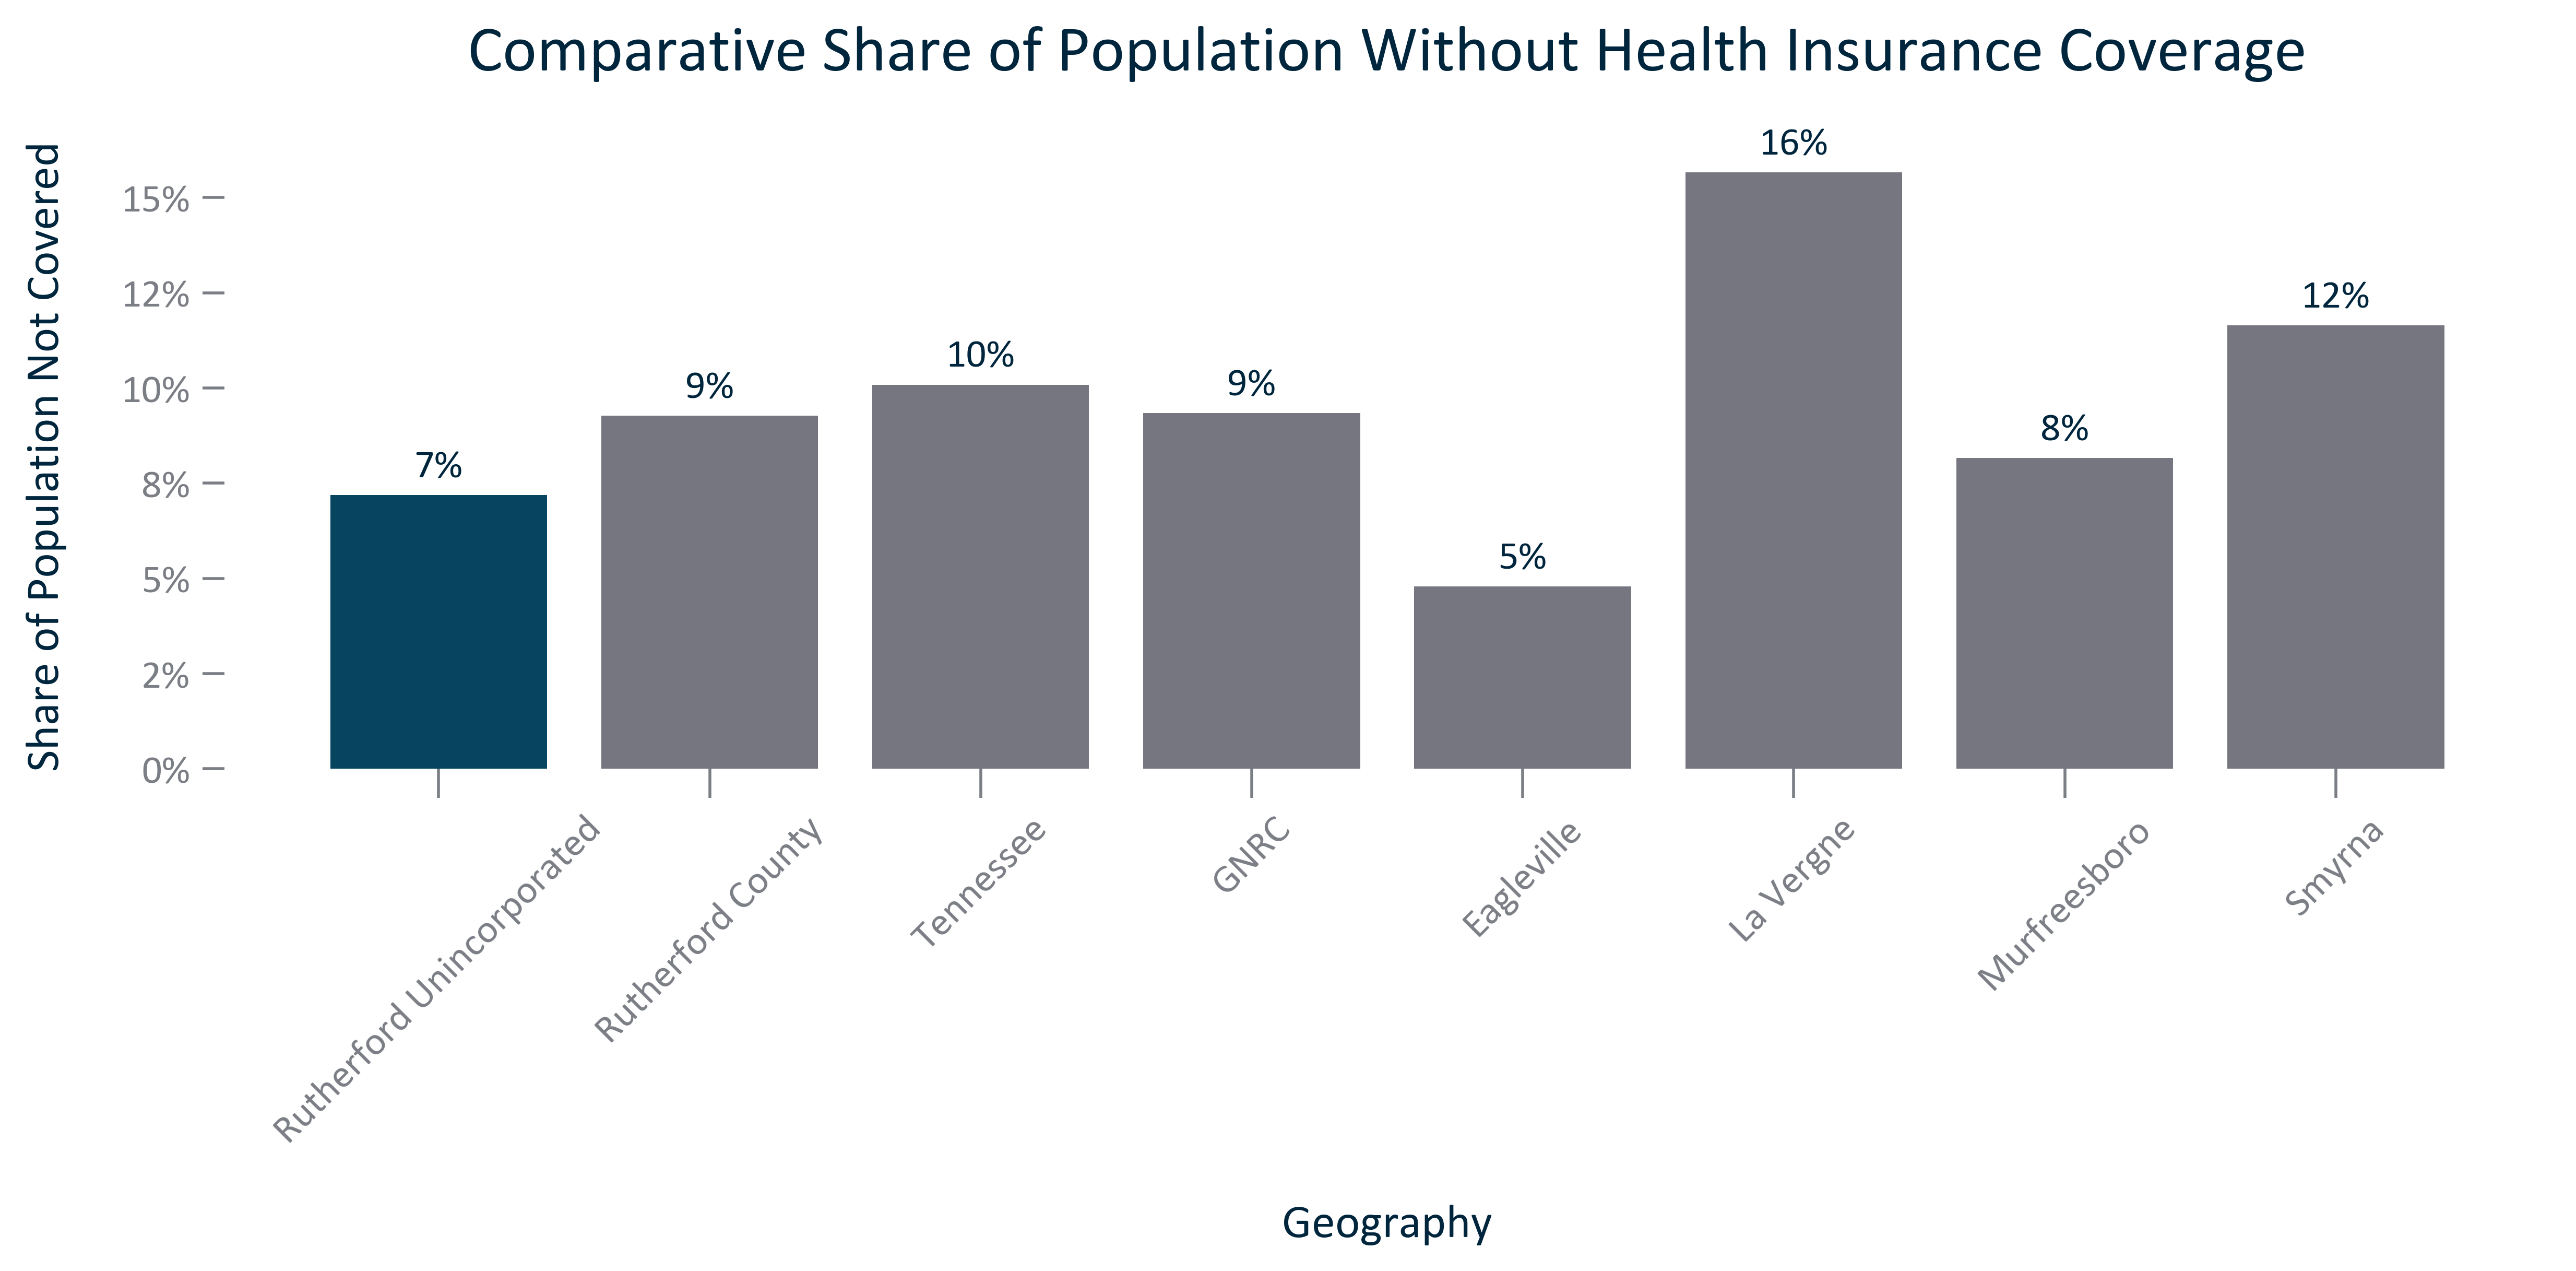 Comparative Share of Population Without Health Insurance Coverage
Share of Population Not Covered
15%
12%
10%
8%
5%
2%
0%
7%
9%
10%
9%
5%
16%
8%
12%
Rutherford Unincorporated
Rutherford County
Tennessee
GNRC
Eagleville
La Vergne
Murfreesboro
Smyrna
Geography